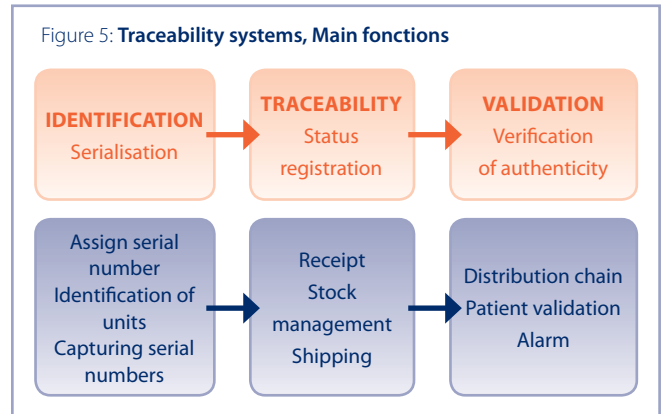 Figure 5: Traceability systems, Main fonctions
IDENTIFICATION
Serialisation
TRACEABILITY
Status
registration
VALIDATION
Verification
of authenticity
Assign serial
number
Identification of
units
Capturing serial
numbers
Receipt
Stock
management
Shipping
Distribution chain
Patient validation
Alarm